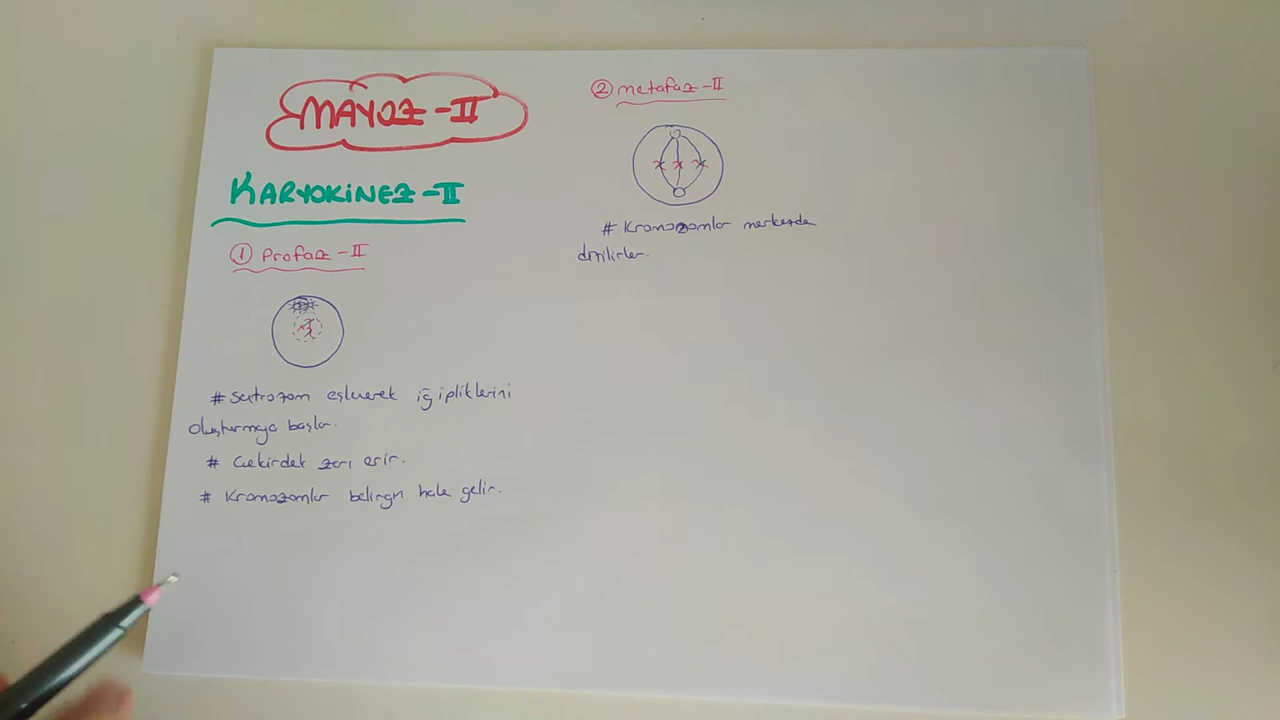 MAYOZ-II
KARYOKİNEZ-II
① Profaz-II
# Sentrozom eşlenerek iğ ipliklerini
oluşturmaya başlar.
# Çekirdek zarı erir.
# Kromozomlar belirgin hale gelir.
② metafaz-II
# Kromozomlar merkezde
dizilirler.